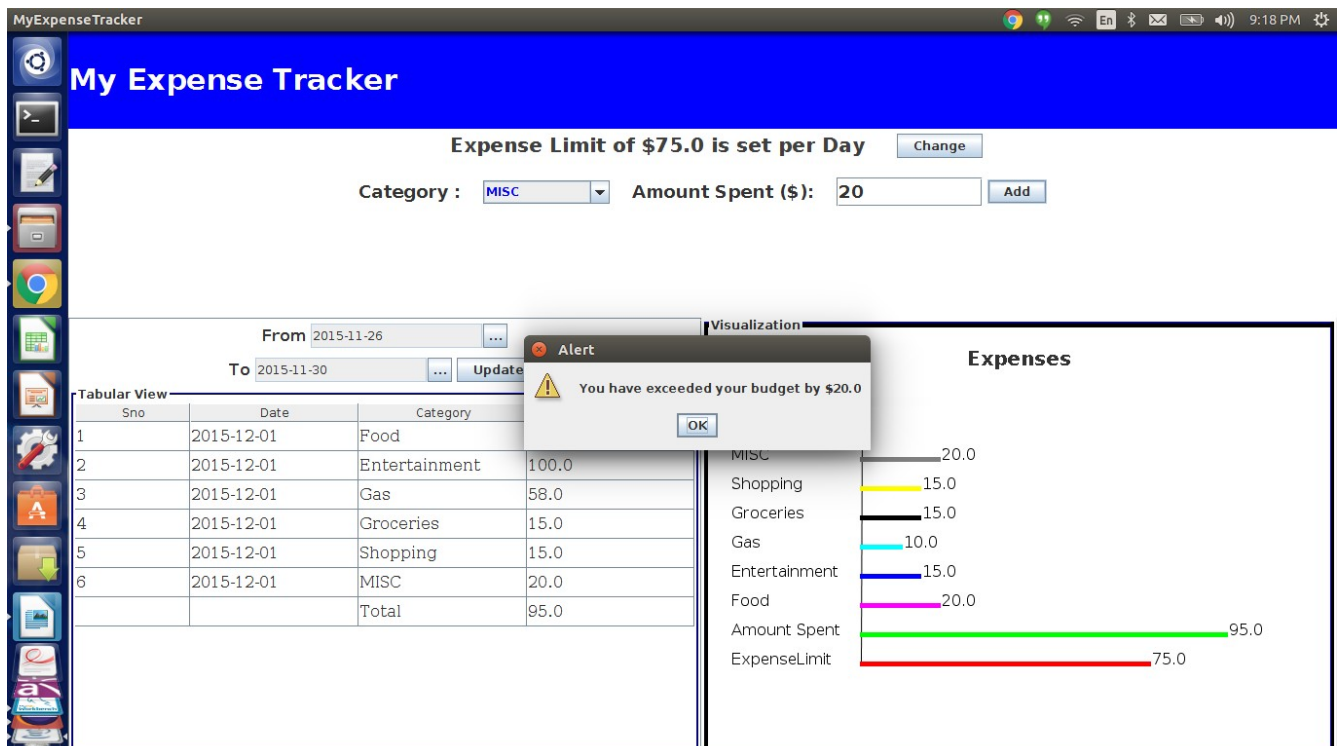 MyExpenseTracker En 9:18 PM
My Expense Tracker
Expense Limit of $75.0 is set per Day Change
Category : MISC Amount Spent ($): 20 Add
From 2015-11-26 ...
To 2015-11-30 ... Update
Tabular View
Sno Date Category
1 2015-12-01 Food
2 2015-12-01 Entertainment 100.0
3 2015-12-01 Gas 58.0
4 2015-12-01 Groceries 15.0
5 2015-12-01 Shopping 15.0
6 2015-12-01 MISC 20.0
Total 95.0
Alert
You have exceeded your budget by $20.0
OK
Visualization
Expenses
MISC 20.0
Shopping 15.0
Groceries 15.0
Gas 10.0
Entertainment 15.0
Food 20.0
Amount Spent 95.0
ExpenseLimit 75.0